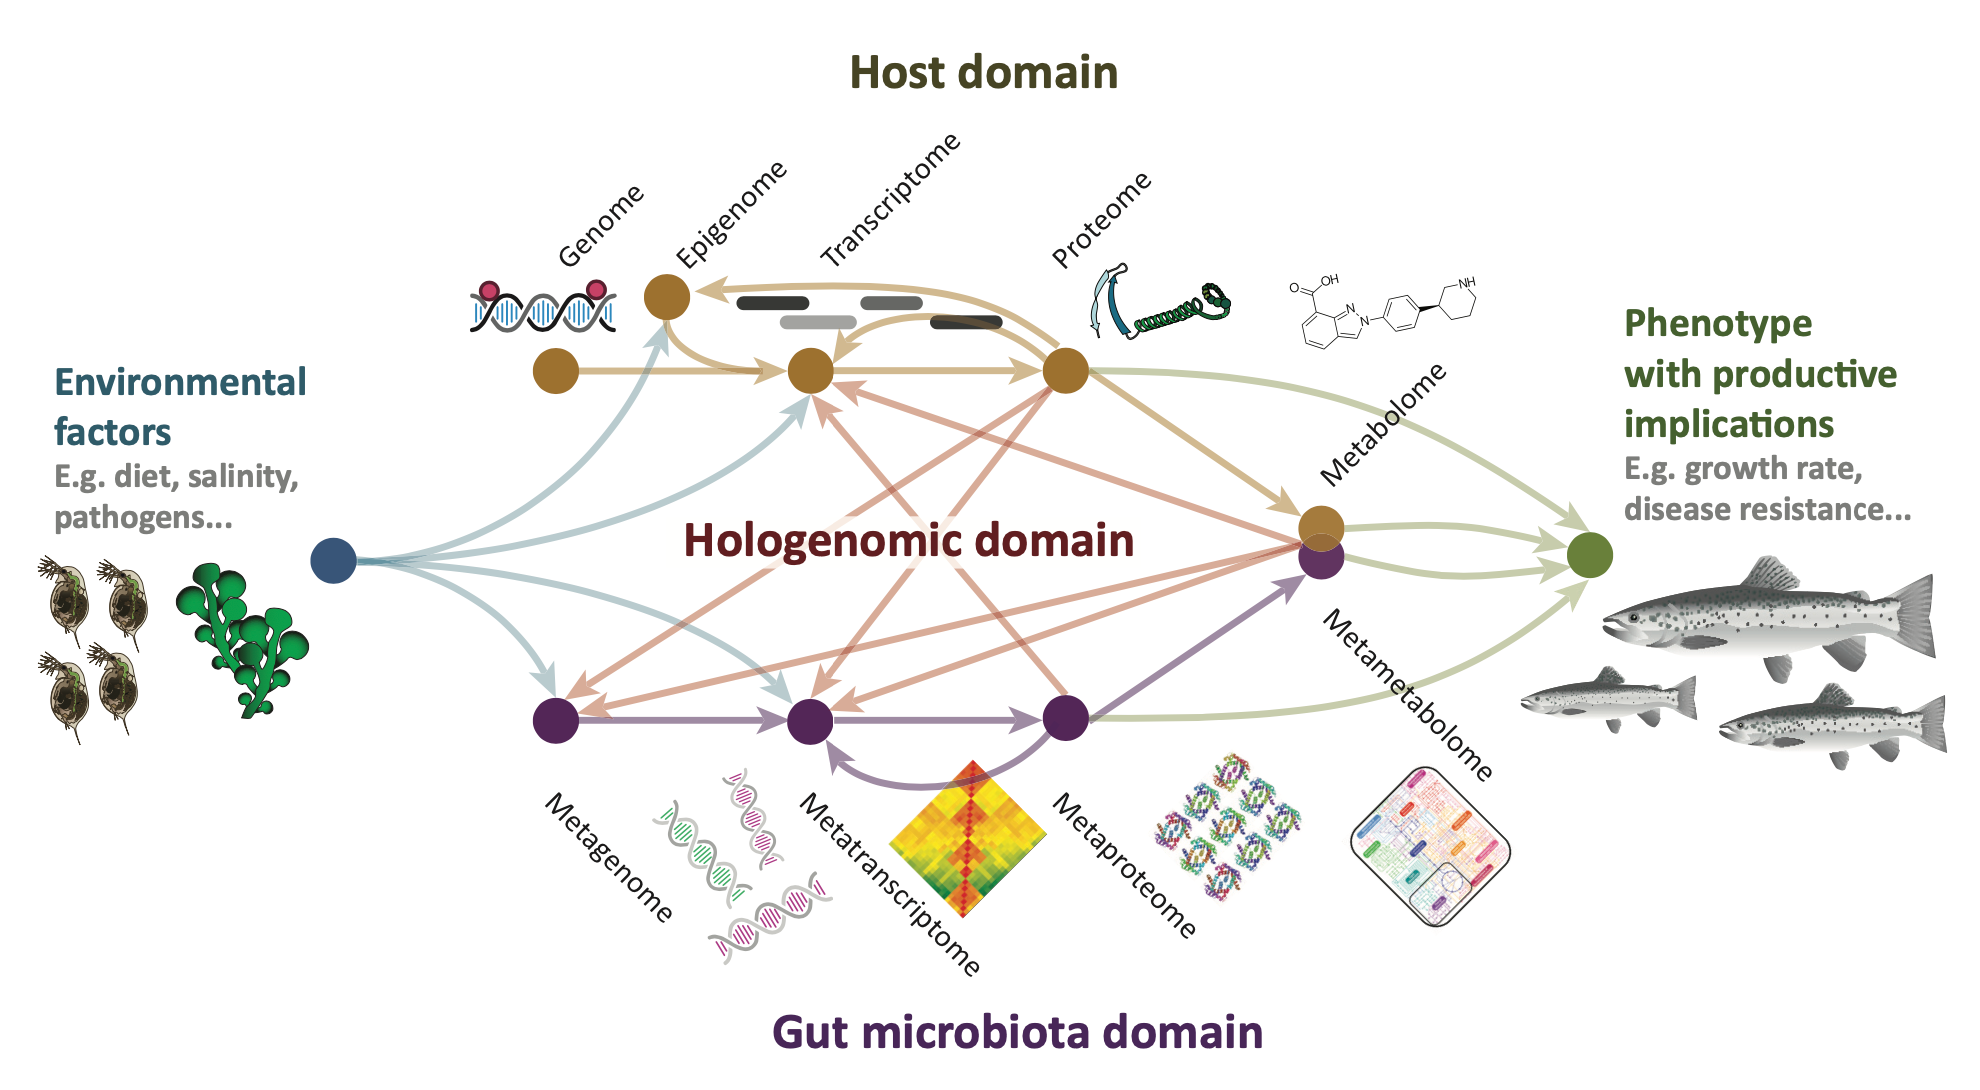 Host domain
Genome
Epigenome
Transcriptome
Proteome
OH
O
N
N
NH
Environmental
factors
E.g. diet, salinity,
pathogens...
Metabolome
Phenotype
with productive
implications
E.g. growth rate,
disease resistance...
Hologenomic domain
Metagenome
Metatranscriptome
Metaproteome
Metametabolome
Gut microbiota domain